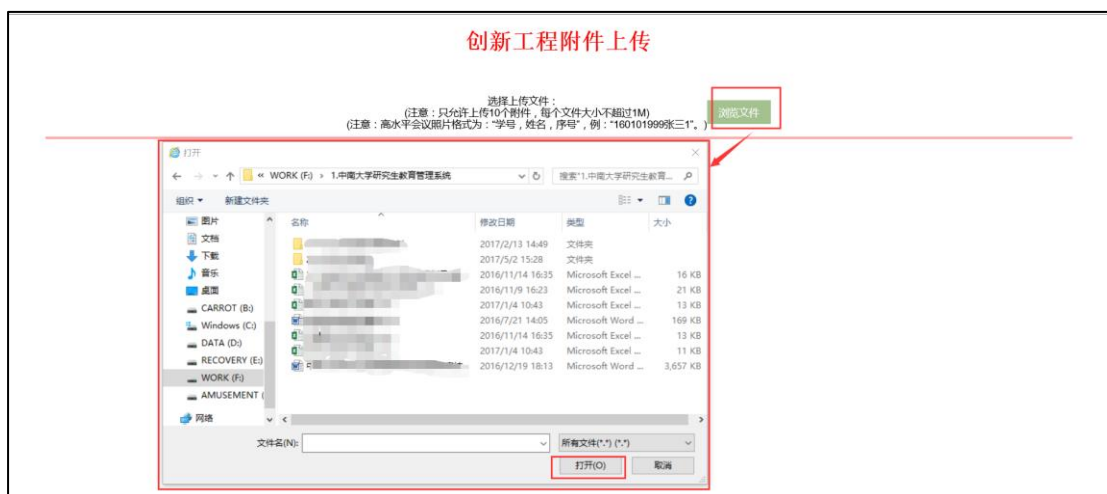 创新工程附件上传
选择上传文件：
(注意：只允许上传10个附件，每个文件大小不超过1M)
浏览文件
(注意：高水平会议照片格式为："学号，姓名，序号"，例："160101999张三1"。)
打开
« WORK (F:) › 1.中南大学研究生教育管理系统
搜索"1.中南大学研究生教育...
组织 新建文件夹
名称 修改日期 类型 大小
图片
文档
下载
音乐
桌面
CARROT (B:)
Windows (C:)
DATA (D:)
RECOVERY (E:)
WORK (F:)
AMUSEMENT (
网络
2017/2/13 14:49 文件夹
2017/5/2 15:28 文件夹
2016/11/14 16:35 Microsoft Excel ... 16 KB
2016/11/9 16:23 Microsoft Excel ... 21 KB
2017/1/4 10:43 Microsoft Excel ... 13 KB
2016/7/21 14:05 Microsoft Word ... 169 KB
2016/11/14 16:35 Microsoft Excel ... 13 KB
2017/1/4 10:43 Microsoft Excel ... 11 KB
2016/12/19 18:13 Microsoft Word ... 3,657 KB
文件名(N): 所有文件(*.*) (*.*)
打开(O) 取消